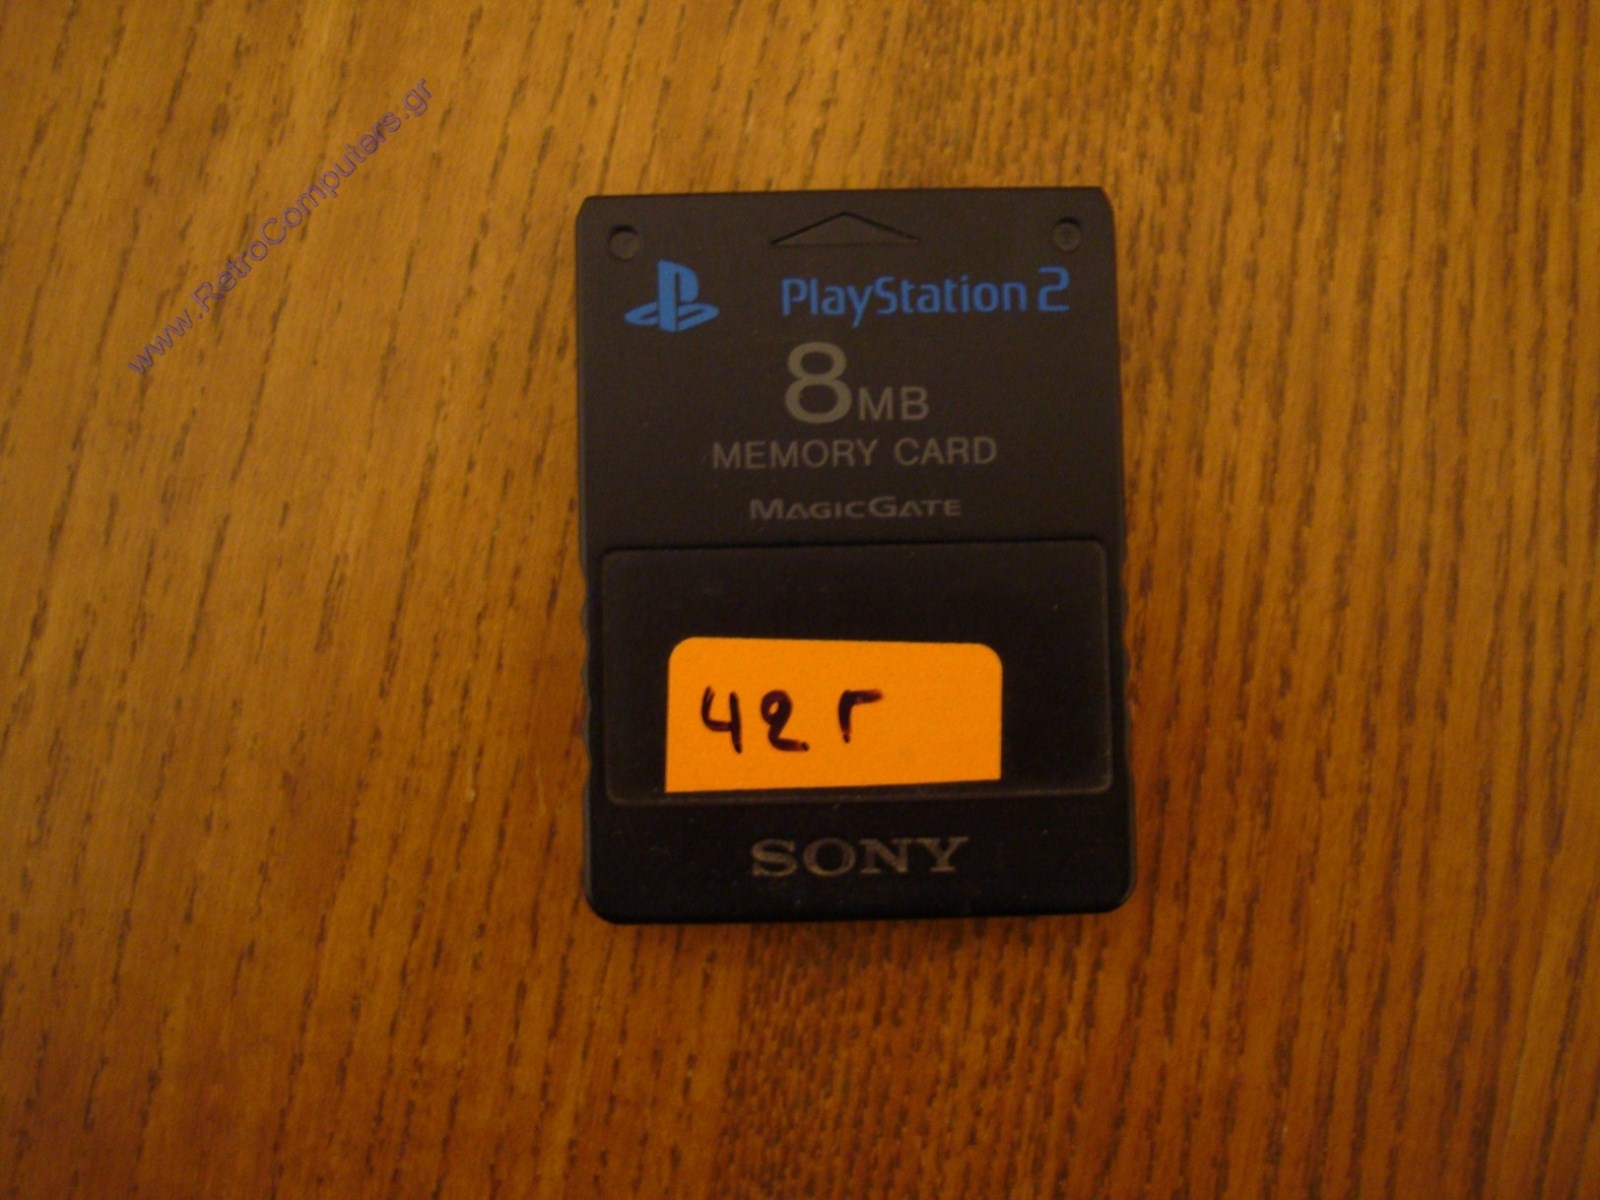 www.RetroComputers.gr
PlayStation 2
8MB
MEMORY CARD
MAGICGATE
42Γ
SONY